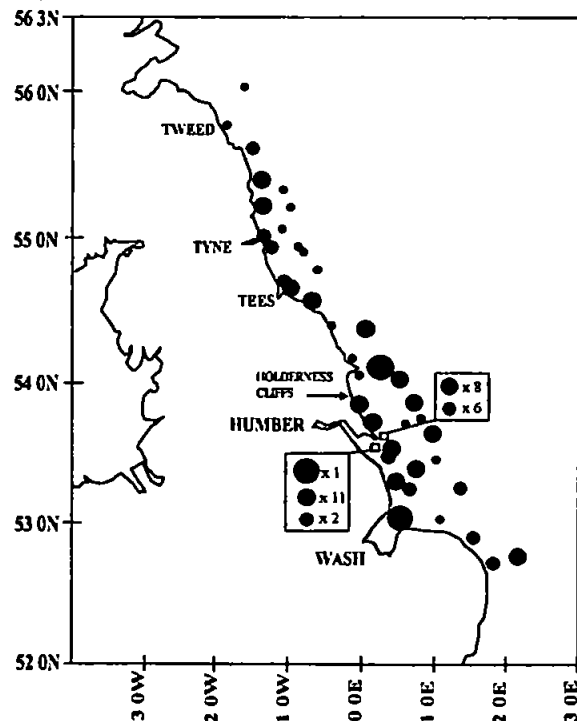 56.3N
56 0N
TWEED
55 0N
TYNE
TEES
54 0N
HOLDERNESS
CLIFFS
x 8
x 6
HUMBER
x 1
x 11
x 2
53 0N
WASH
52 0N
3 0W
2 0W
1 0W
0 0E
1 0E
2 0E
3 0E